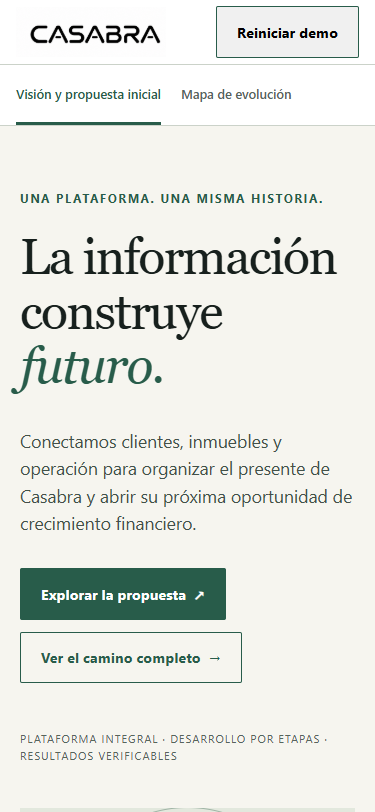 CASABRA
Reiniciar demo
Visión y propuesta inicial
Mapa de evolución
UNA PLATAFORMA. UNA MISMA HISTORIA.
La información
construye
futuro.
Conectamos clientes, inmuebles y
operación para organizar el presente de
Casabra y abrir su próxima oportunidad de
crecimiento financiero.
Explorar la propuesta ↗
Ver el camino completo →
PLATAFORMA INTEGRAL · DESARROLLO POR ETAPAS ·
RESULTADOS VERIFICABLES